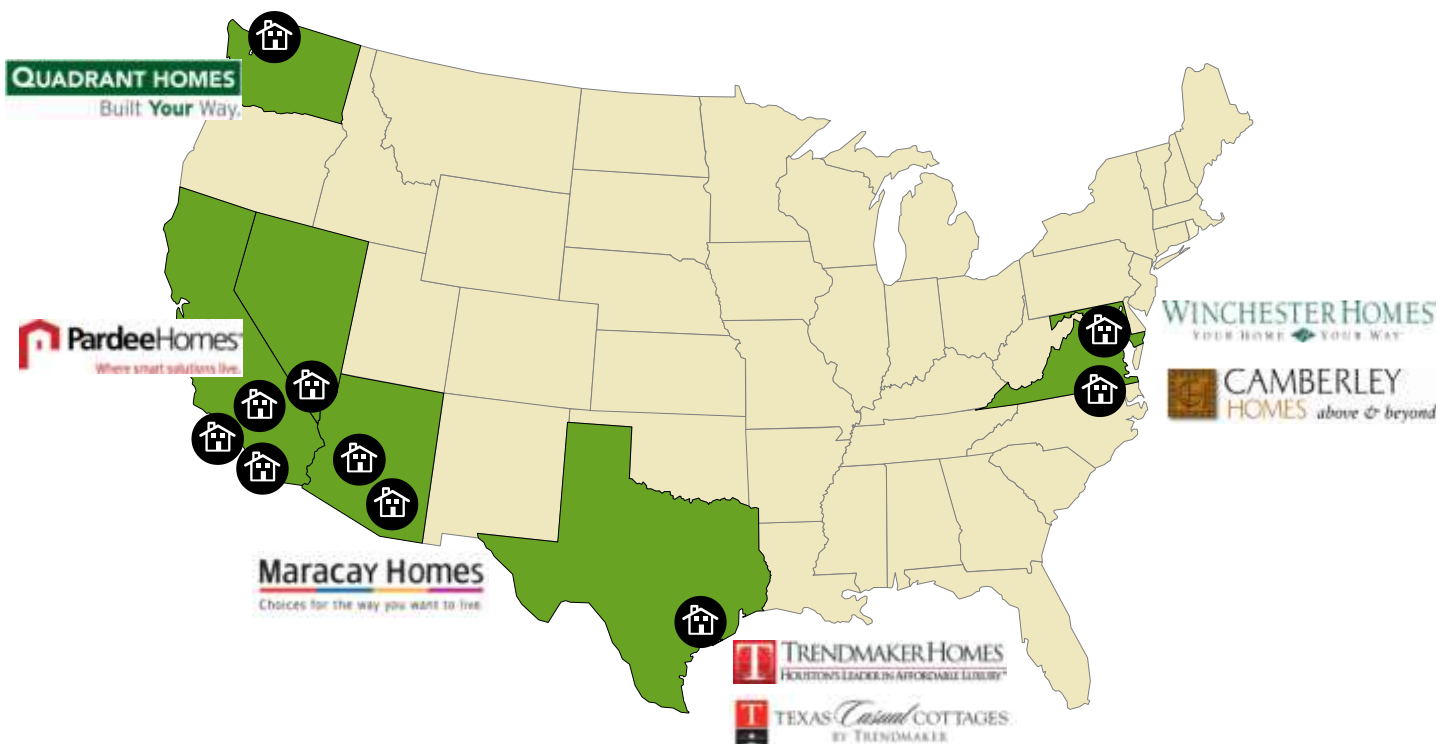 QUADRANT HOMES
Built Your Way.
PardeeHomes
Where smart solutions live.
WINCHESTER HOMES
YOUR HOME YOUR WAY
CAMBERLEY
HOMES above & beyond
Maracay Homes
Choices for the way you want to live
TRENDMAKER HOMES
HOUSTON'S LEADER IN AFFORDABLE LUXURY
TEXAS Casual COTTAGES
BY TRENDMAKER